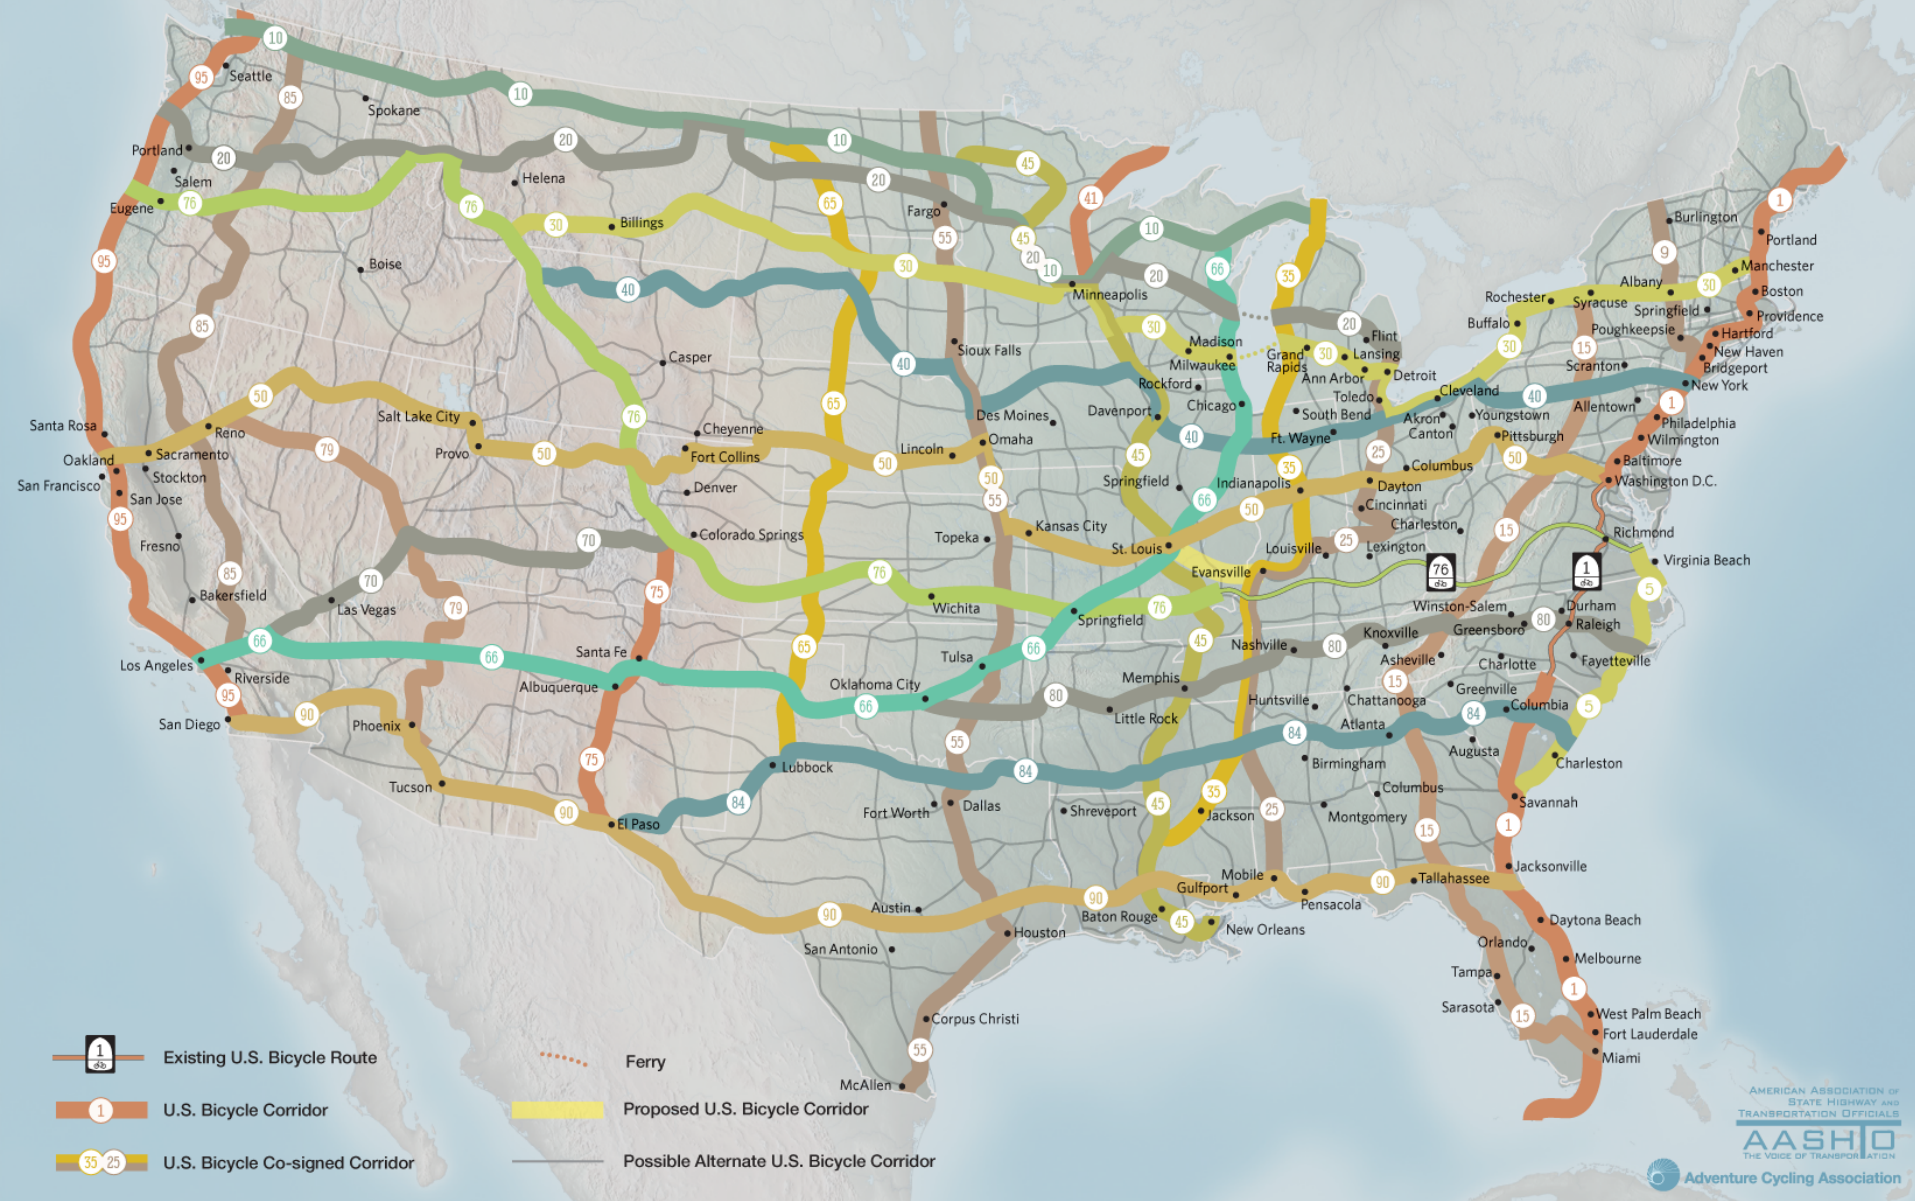 10
95
Seattle
85
Spokane
10
20
Portland
20
Salem
Eugene
76
76
Helena
30
Billings
65
10
20
Fargo
55
45
45
20
10
41
Minneapolis
10
20
66
35
1
Burlington
Portland
9
Manchester
Albany
30
Boston
Rochester
Syracuse
Springfield
Providence
Buffalo
Poughkeepsie
Hartford
30
15
New Haven
Scranton
Bridgeport
New York
95
Boise
40
30
85
Casper
40
Sioux Falls
30
Madison
Milwaukee
20
Flint
Grand
Rapids
30
Lansing
Ann Arbor
Detroit
Rockford
Toledo
Cleveland
40
Allentown
1
Philadelphia
Wilmington
50
Salt Lake City
76
65
Des Moines
Davenport
Chicago
South Bend
Akron
Canton
Youngstown
Pittsburgh
Santa Rosa
Reno
79
Provo
50
Cheyenne
Fort Collins
50
Lincoln
Omaha
40
Ft. Wayne
25
50
Baltimore
Oakland
Sacramento
Stockton
San Francisco
San Jose
Denver
50
55
45
Springfield
66
Indianapolis
35
50
Columbus
Dayton
Cincinnati
Washington D.C.
95
Fresno
70
Colorado Springs
Topeka
Kansas City
St. Louis
Louisville
25
Lexington
Charleston
15
Richmond
Virginia Beach
85
Bakersfield
70
Las Vegas
79
75
76
Wichita
Evansville
76
Springfield
76
1
5
Winston-Salem
Greensboro
80
Durham
Raleigh
Los Angeles
66
66
Santa Fe
Albuquerque
65
Tulsa
66
45
Nashville
80
Knoxville
Asheville
Charlotte
Fayetteville
Riverside
95
San Diego
90
Phoenix
Oklahoma City
66
80
Memphis
Little Rock
Huntsville
Chattanooga
15
Greenville
84
Columbia
5
Tucson
90
75
El Paso
84
Lubbock
55
84
84
Atlanta
Augusta
Charleston
Birmingham
Fort Worth
Dallas
Shreveport
45
35
Jackson
25
Columbus
Montgomery
15
Savannah
1
Jacksonville
90
Austin
90
Baton Rouge
Gulfport
Mobile
Pensacola
90
Tallahassee
45
New Orleans
San Antonio
Houston
Daytona Beach
Orlando
Melbourne
Tampa
Sarasota
1
15
West Palm Beach
Fort Lauderdale
Miami
Corpus Christi
55
McAllen
1
Existing U.S. Bicycle Route
Ferry
1
U.S. Bicycle Corridor
Proposed U.S. Bicycle Corridor
35 25
U.S. Bicycle Co-signed Corridor
Possible Alternate U.S. Bicycle Corridor
American Association of
State Highway and
Transportation Officials
AASHTO
The Voice of Transportation
Adventure Cycling Association